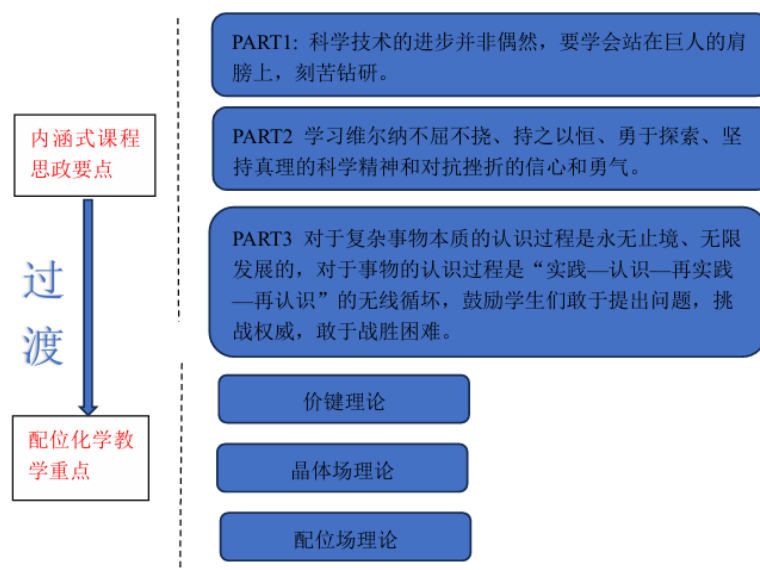 PART1: 科学技术的进步并非偶然，要学会站在巨人的肩
膀上，刻苦钻研。
内涵式课程
思政要点
PART2 学习维尔纳不屈不挠、持之以恒、勇于探索、坚
持真理的科学精神和对抗挫折的信心和勇气。
PART3 对于复杂事物本质的认识过程是永无止境、无限
发展的，对于事物的认识过程是“实践—认识—再实践
—再认识”的无线循坏，鼓励学生们敢于提出问题，挑
战权威，敢于战胜困难。
过
渡
价键理论
配位化学教
学重点
晶体场理论
配位场理论